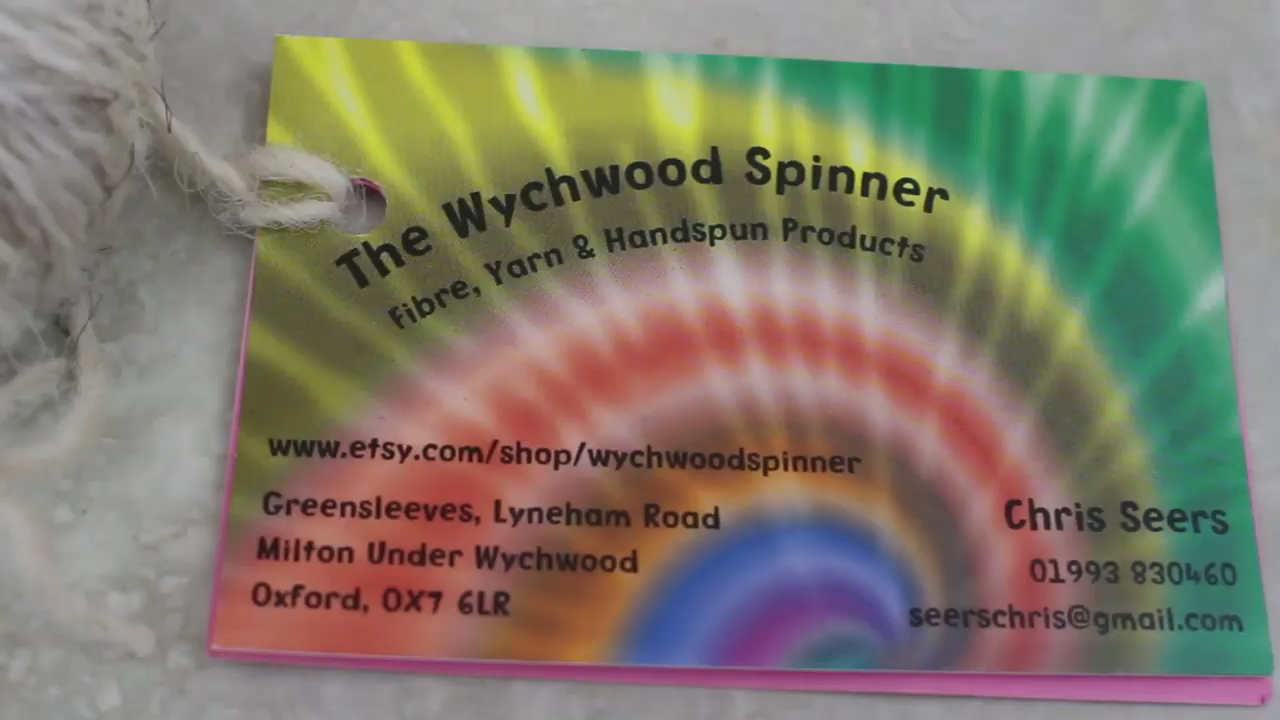 The Wychwood Spinner
Fibre, Yarn & Handspun Products
www.etsy.com/shop/wychwoodspinner
Greensleeves, Lyneham Road
Milton Under Wychwood
Oxford, OX7 6LR
Chris Seers
01993 830460
seerschris@gmail.com